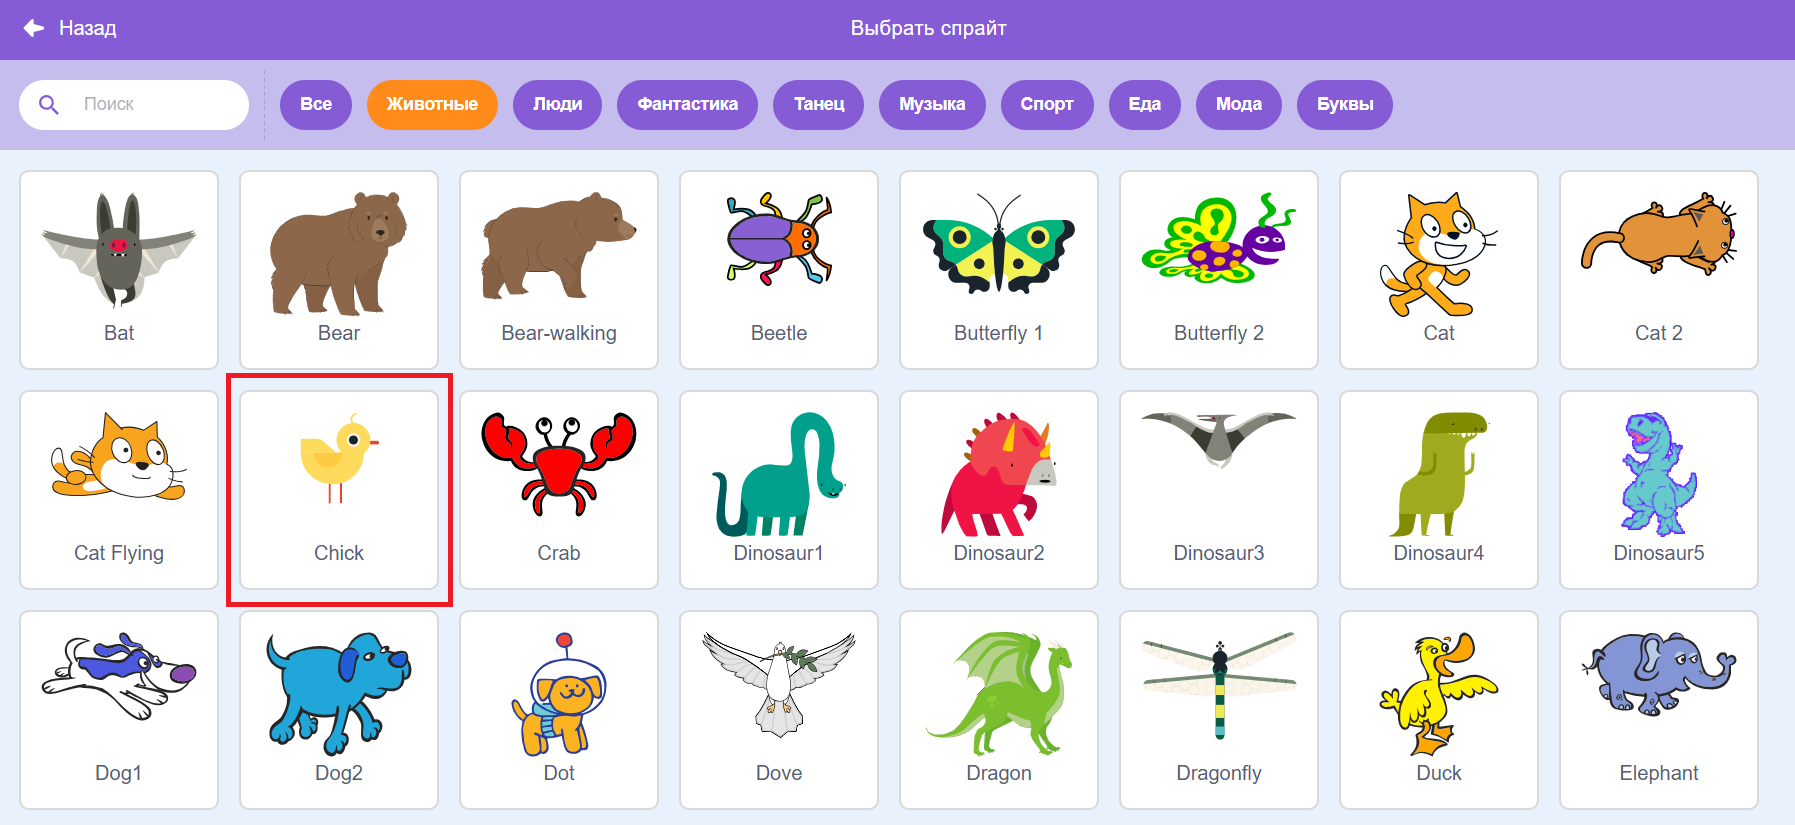 Назад
Выбрать спрайт
Поиск
Все Животные Люди Фантастика Танец Музыка Спорт Еда Мода Буквы
Bat Bear Bear-walking Beetle Butterfly 1 Butterfly 2 Cat Cat 2
Cat Flying Chick Crab Dinosaur1 Dinosaur2 Dinosaur3 Dinosaur4 Dinosaur5
Dog1 Dog2 Dot Dove Dragon Dragonfly Duck Elephant